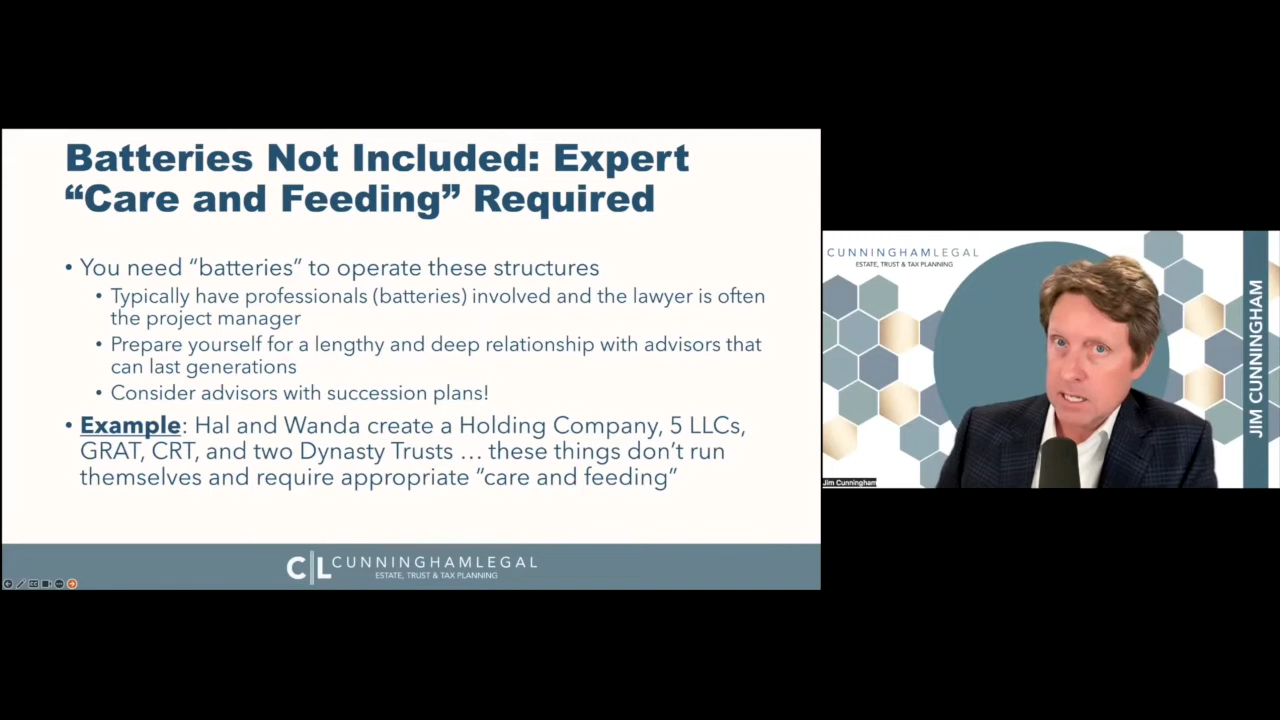 Batteries Not Included: Expert
“Care and Feeding” Required
• You need “batteries” to operate these structures
• Typically have professionals (batteries) involved and the lawyer is often
the project manager
• Prepare yourself for a lengthy and deep relationship with advisors that
can last generations
• Consider advisors with succession plans!
• Example: Hal and Wanda create a Holding Company, 5 LLCs,
GRAT, CRT, and two Dynasty Trusts … these things don’t run
themselves and require appropriate “care and feeding”
C|L CUNNINGHAMLEGAL
ESTATE, TRUST & TAX PLANNING
CUNNINGHAMLEGAL
ESTATE, TRUST & TAX PLANNING
JIM CUNNINGHAM
Jim Cunningham